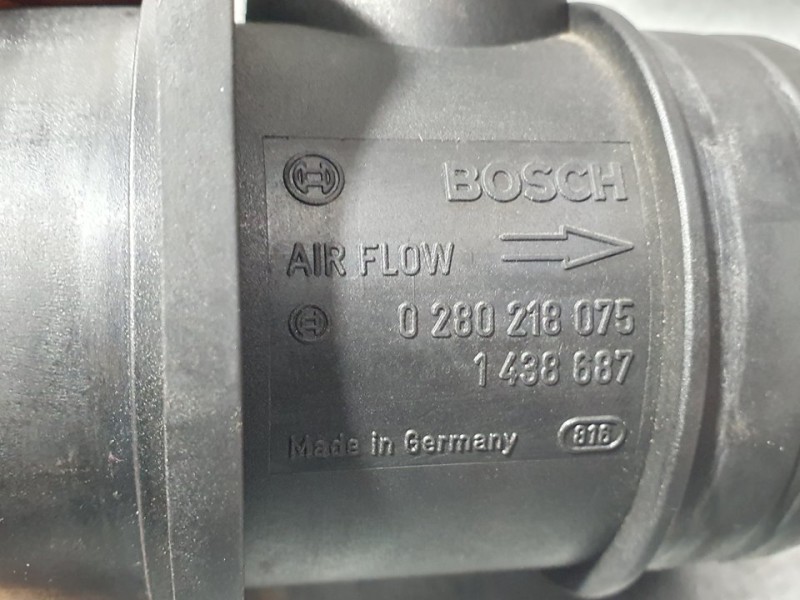 BOSCH
AIR FLOW
0 280 218 075
1 438 687
Made in Germany 816